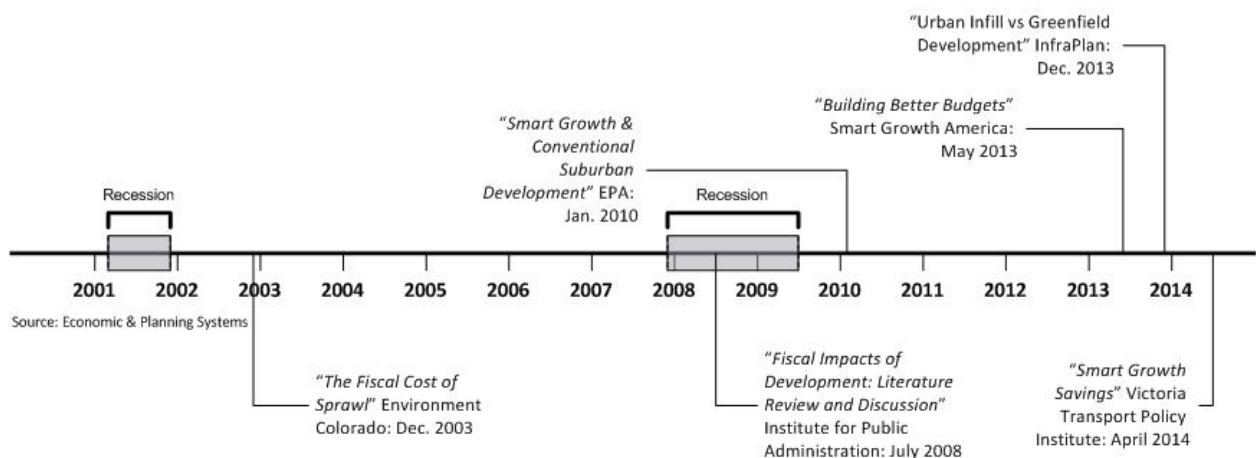 “Urban Infill vs Greenfield
Development” InfraPlan:
Dec. 2013
“Building Better Budgets”
Smart Growth America:
May 2013
“Smart Growth &
Conventional
Suburban
Development” EPA:
Jan. 2010
Recession
Recession
2001 2002 2003 2004 2005 2006 2007 2008 2009 2010 2011 2012 2013 2014
Source: Economic & Planning Systems
“The Fiscal Cost of
Sprawl” Environment
Colorado: Dec. 2003
“Fiscal Impacts of
Development: Literature
Review and Discussion”
Institute for Public
Administration: July 2008
“Smart Growth
Savings” Victoria
Transport Policy
Institute: April 2014